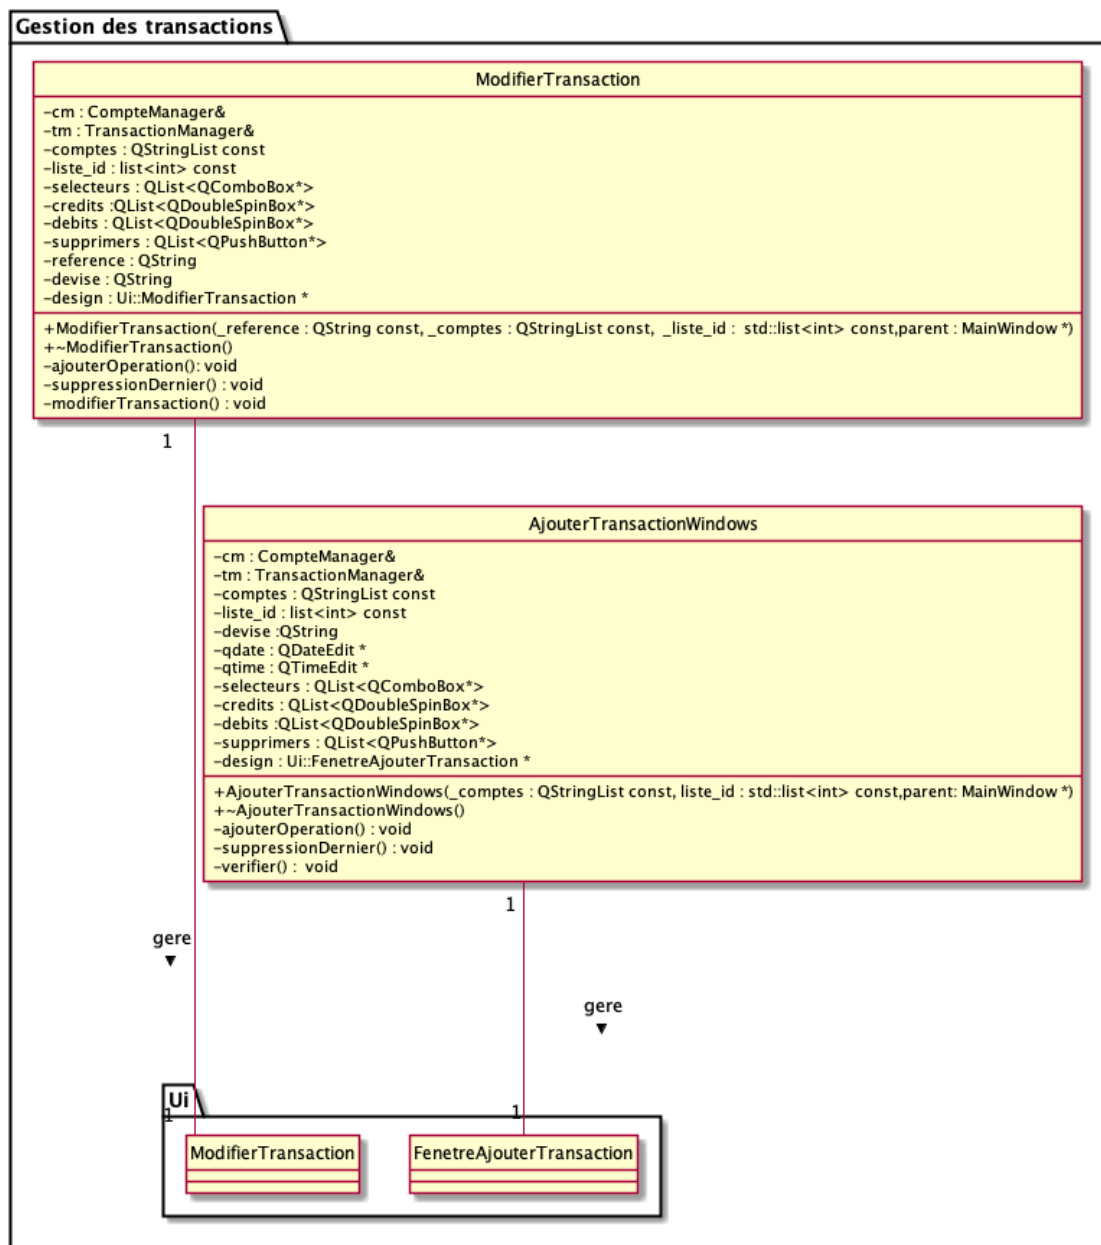 Gestion des transactions
ModifierTransaction
-cm : CompteManager&
-tm : TransactionManager&
-comptes : QStringList const
-liste_id : list<int> const
-selecteurs : QList<QComboBox*>
-credits :QList<QDoubleSpinBox*>
-debits : QList<QDoubleSpinBox*>
-supprimers : QList<QPushButton*>
-reference : QString
-devise : QString
-design : Ui::ModifierTransaction *
+ModifierTransaction(_reference : QString const, _comptes : QStringList const,  _liste_id :  std::list<int> const,parent : MainWindow *)
+~ModifierTransaction()
-ajouterOperation(): void
-suppressionDernier() : void
-modifierTransaction() : void
1
AjouterTransactionWindows
-cm : CompteManager&
-tm : TransactionManager&
-comptes : QStringList const
-liste_id : list<int> const
-devise :QString
-qdate : QDateEdit *
-qtime : QTimeEdit *
-selecteurs : QList<QComboBox*>
-credits : QList<QDoubleSpinBox*>
-debits :QList<QDoubleSpinBox*>
-supprimers : QList<QPushButton*>
-design : Ui::FenetreAjouterTransaction *
+AjouterTransactionWindows(_comptes : QStringList const, liste_id : std::list<int> const,parent: MainWindow *)
+~AjouterTransactionWindows()
-ajouterOperation() : void
-suppressionDernier() : void
-verifier() :  void
1
gere
gere
Ui
1
1
ModifierTransaction
FenetreAjouterTransaction